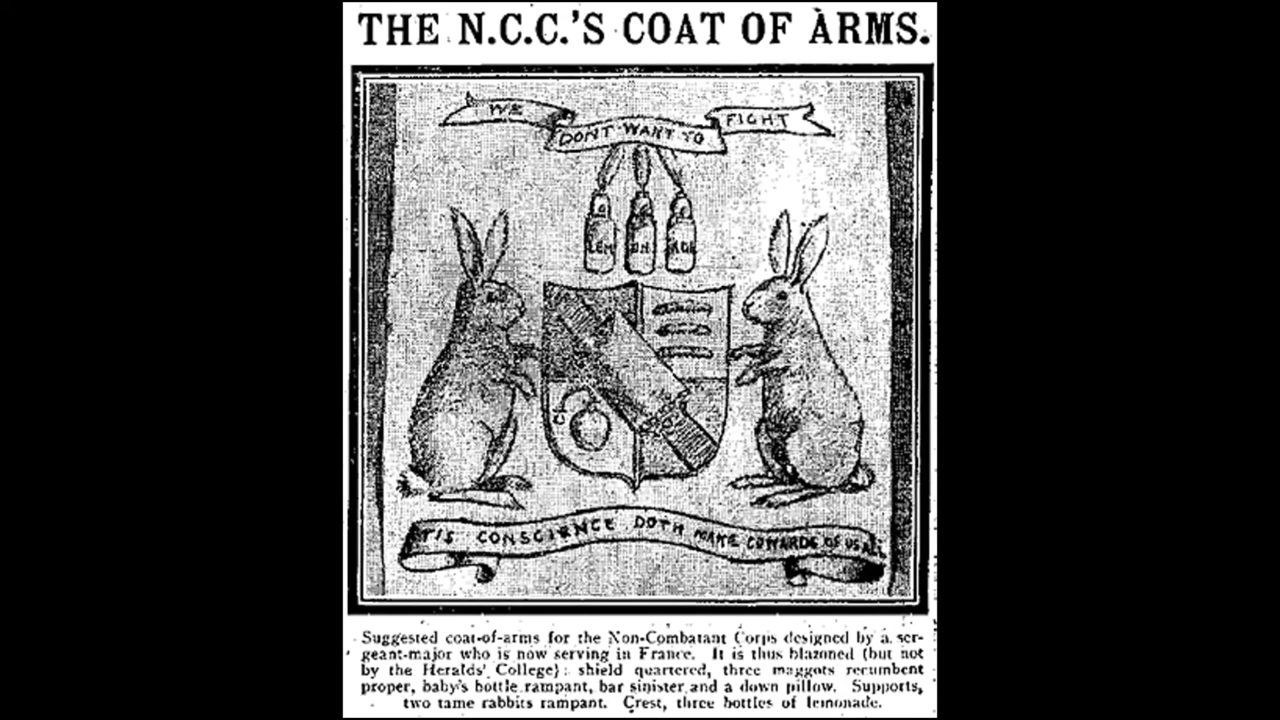 THE N.C.C.'S COAT OF ARMS.
WE DONT WANT TO FIGHT
LEM ON ADE
TIS CONSCIENCE DOTH MAKE COWARDS OF US ALL
Suggested coat-of-arms for the Non-Combatant Corps designed by a ser-
geant-major who is now serving in France. It is thus blazoned (but not
by the Heralds' College): shield quartered, three maggots recumbent
proper, baby's bottle rampant, bar sinister and a down pillow. Supports,
two tame rabbits rampant. Crest, three bottles of lemonade.